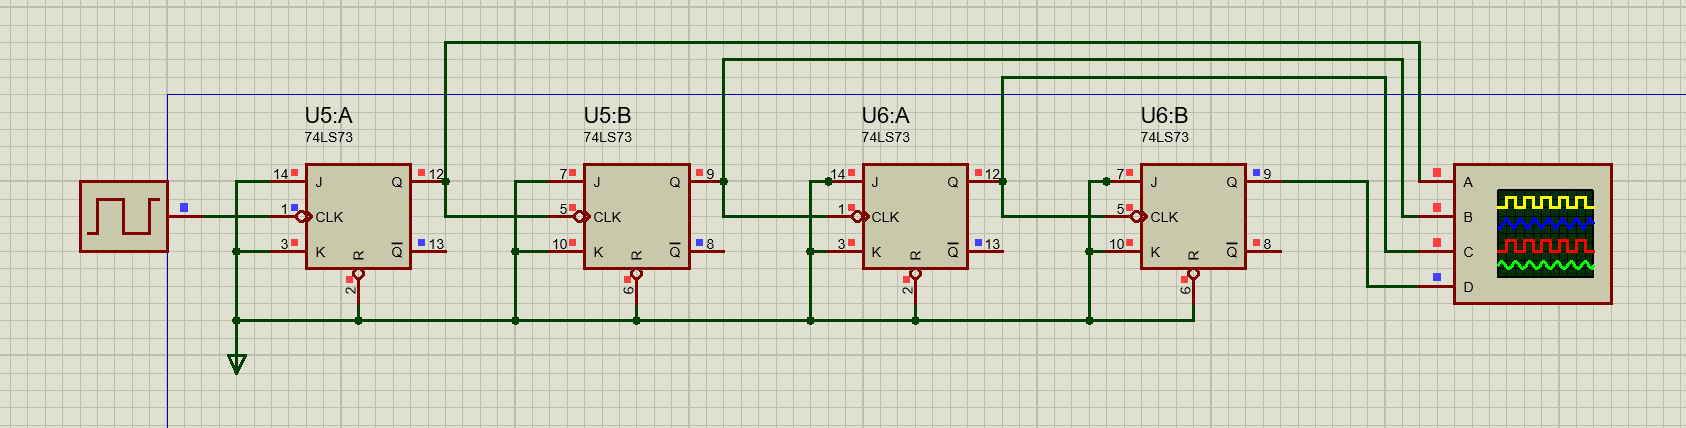 U5:A
74LS73
U5:B
74LS73
U6:A
74LS73
U6:B
74LS73
14 J Q 12
1 CLK
3 K Q̅ 13
R
2
7 J Q 9
5 CLK
10 K Q̅ 8
R
6
14 J Q 12
1 CLK
3 K Q̅ 13
R
2
7 J Q 9
5 CLK
10 K Q̅ 8
R
6
A
B
C
D